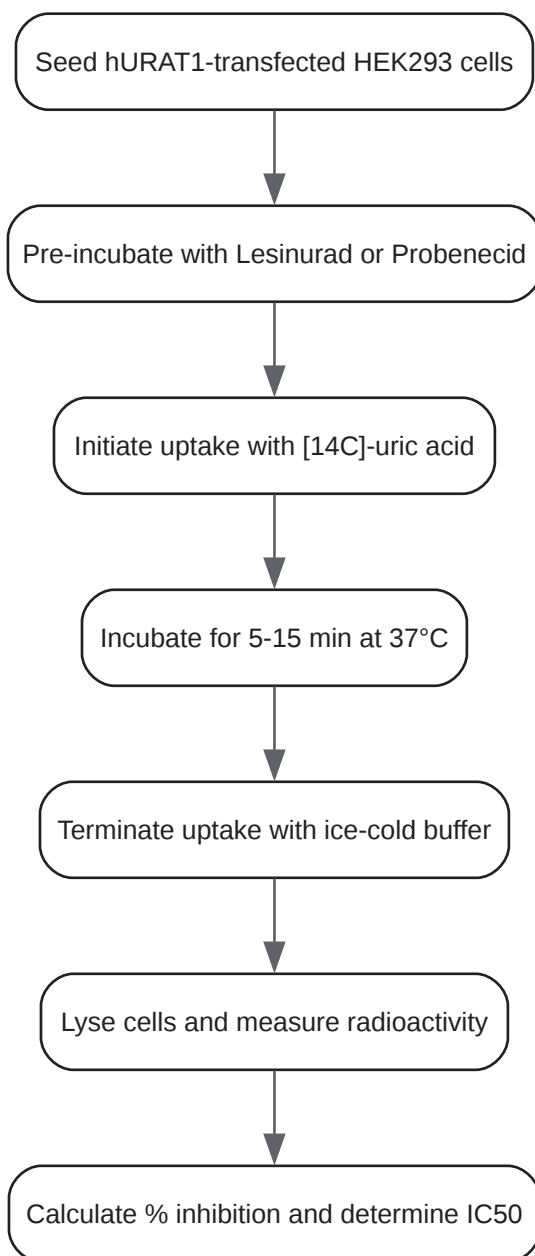 Seed hURAT1-transfected HEK293 cells
Pre-incubate with Lesinurad or Probenecid
Initiate uptake with [14C]-uric acid
Incubate for 5-15 min at 37°C
Terminate uptake with ice-cold buffer
Lyse cells and measure radioactivity
Calculate % inhibition and determine IC50